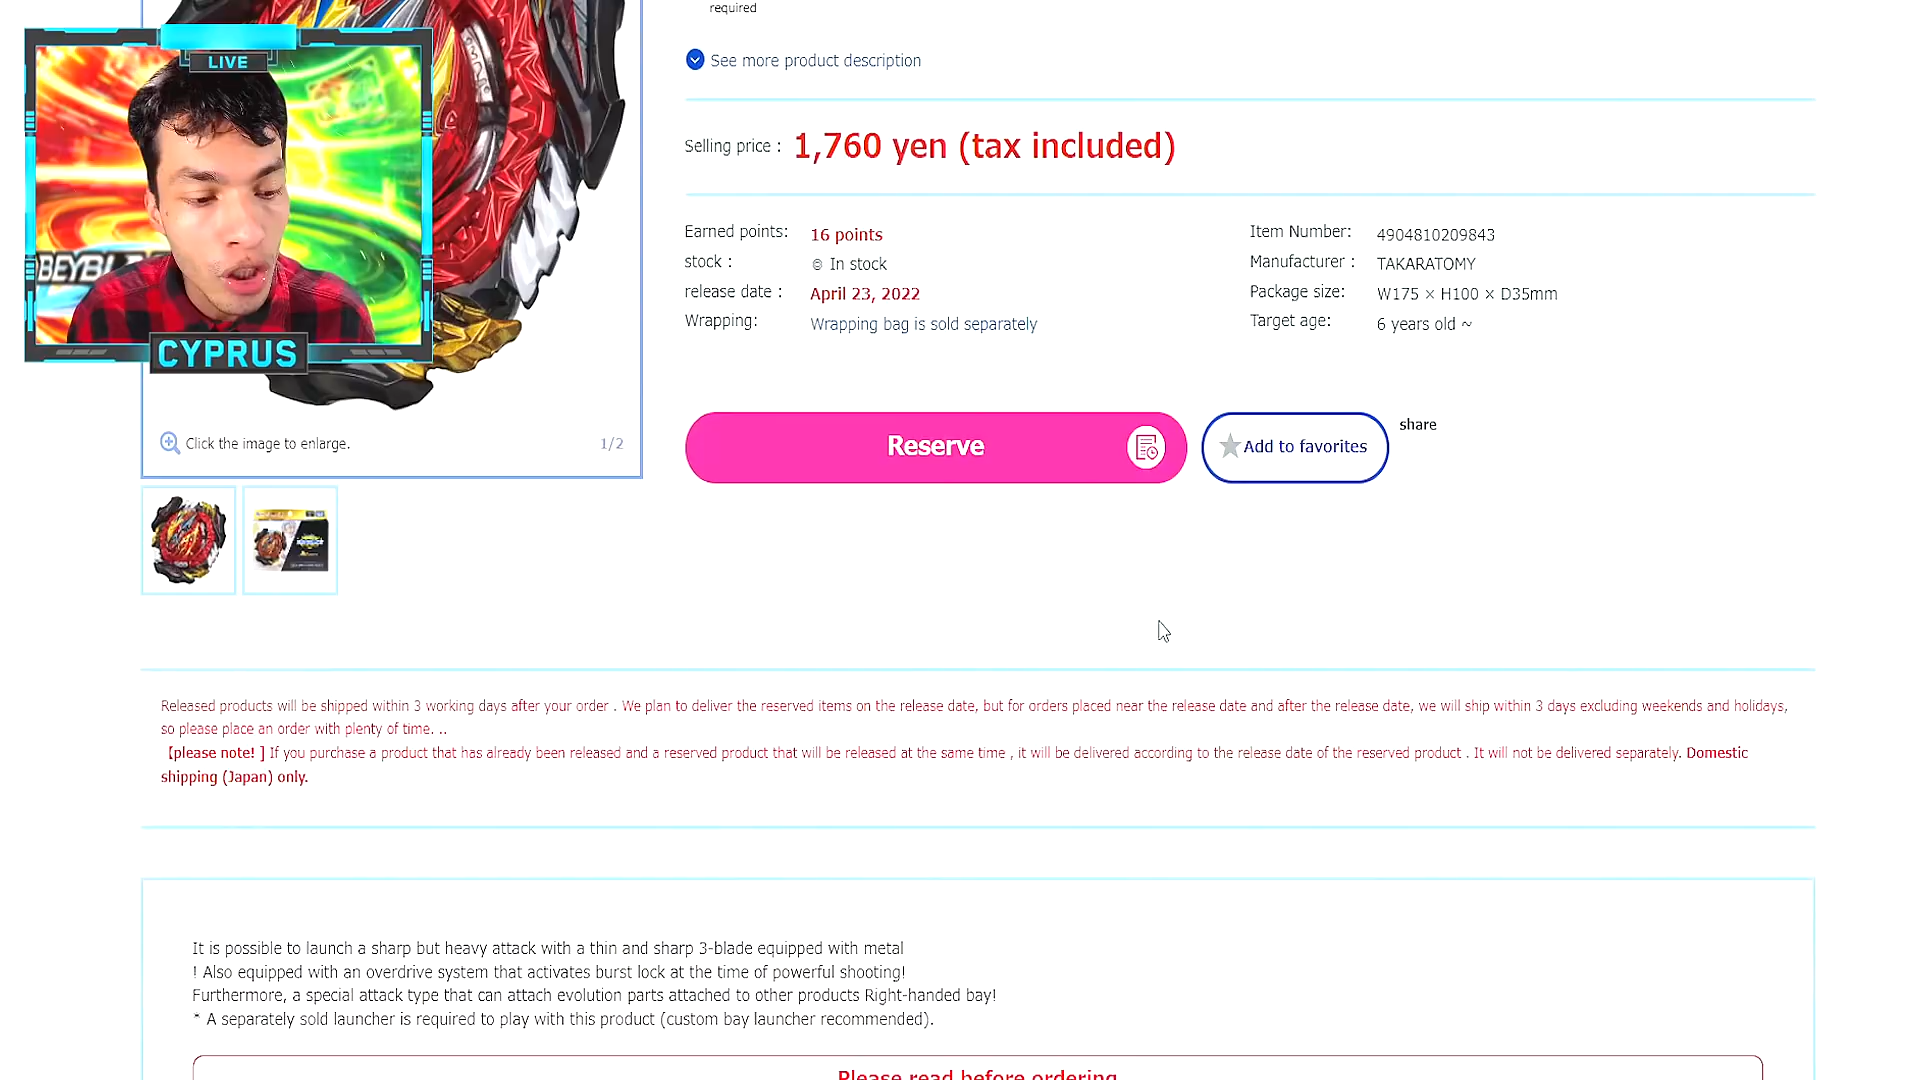 required
See more product description
Selling price : 1,760 yen (tax included)
Earned points: 16 points
stock : ◎ In stock
release date : April 23, 2022
Wrapping: Wrapping bag is sold separately
Item Number: 4904810209843
Manufacturer : TAKARATOMY
Package size: W175 × H100 × D35mm
Target age: 6 years old ~
LIVE
BEYBL
CYPRUS
Click the image to enlarge. 1/2
Reserve
Add to favorites
share
Released products will be shipped within 3 working days after your order . We plan to deliver the reserved items on the release date, but for orders placed near the release date and after the release date, we will ship within 3 days excluding weekends and holidays,
so please place an order with plenty of time. ..
【please note! ] If you purchase a product that has already been released and a reserved product that will be released at the same time , it will be delivered according to the release date of the reserved product . It will not be delivered separately. Domestic
shipping (Japan) only.
It is possible to launch a sharp but heavy attack with a thin and sharp 3-blade equipped with metal
! Also equipped with an overdrive system that activates burst lock at the time of powerful shooting!
Furthermore, a special attack type that can attach evolution parts attached to other products Right-handed bay!
* A separately sold launcher is required to play with this product (custom bay launcher recommended).
Please read before ordering